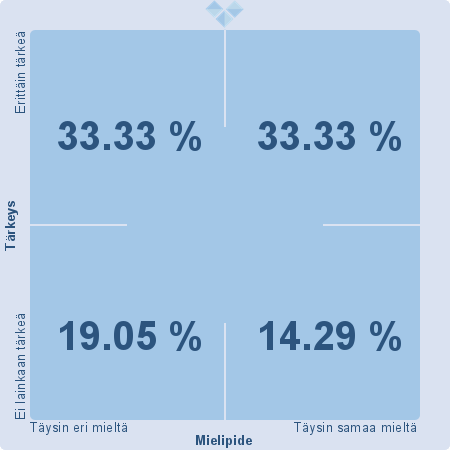 Erittäin tärkeä
33.33 %
33.33 %
Tärkeys
Ei lainkaan tärkeä
19.05 %
14.29 %
Täysin eri mieltä
Täysin samaa mieltä
Mielipide